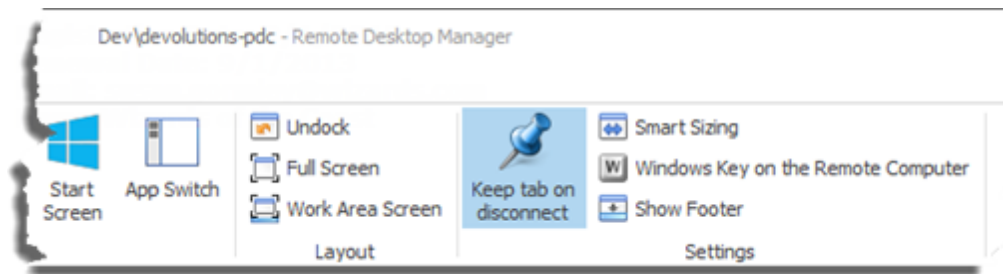 Dev\devolutions-pdc - Remote Desktop Manager
Start
Screen
App Switch
Undock
Full Screen
Work Area Screen
Layout
Keep tab on
disconnect
Smart Sizing
W Windows Key on the Remote Computer
Show Footer
Settings